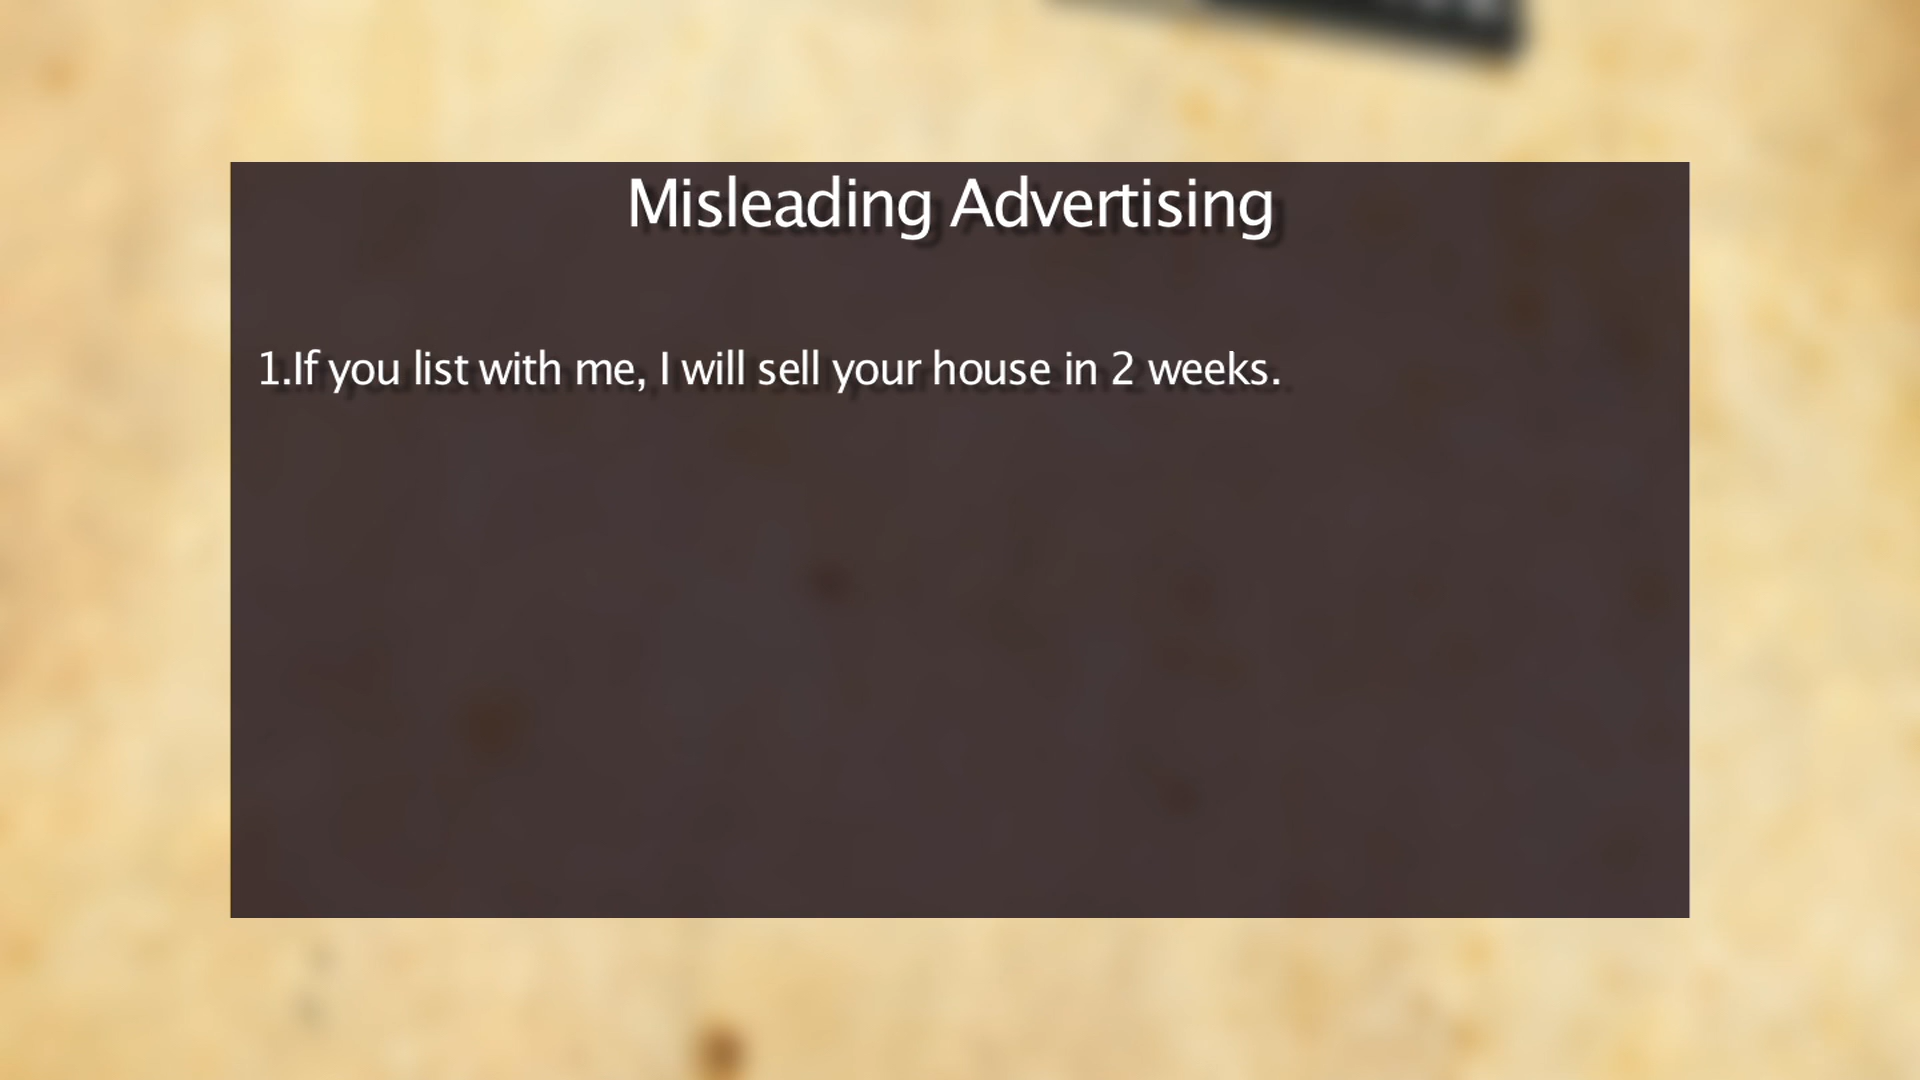 Misleading Advertising
1.If you list with me, I will sell your house in 2 weeks.